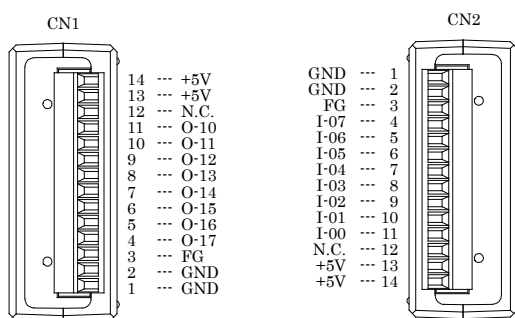 CN1
14 --- +5V
13 --- +5V
12 --- N.C.
11 --- O-10
10 --- O-11
9 --- O-12
8 --- O-13
7 --- O-14
6 --- O-15
5 --- O-16
4 --- O-17
3 --- FG
2 --- GND
1 --- GND
CN2
GND --- 1
GND --- 2
FG --- 3
I-07 --- 4
I-06 --- 5
I-05 --- 6
I-04 --- 7
I-03 --- 8
I-02 --- 9
I-01 --- 10
I-00 --- 11
N.C. --- 12
+5V --- 13
+5V --- 14